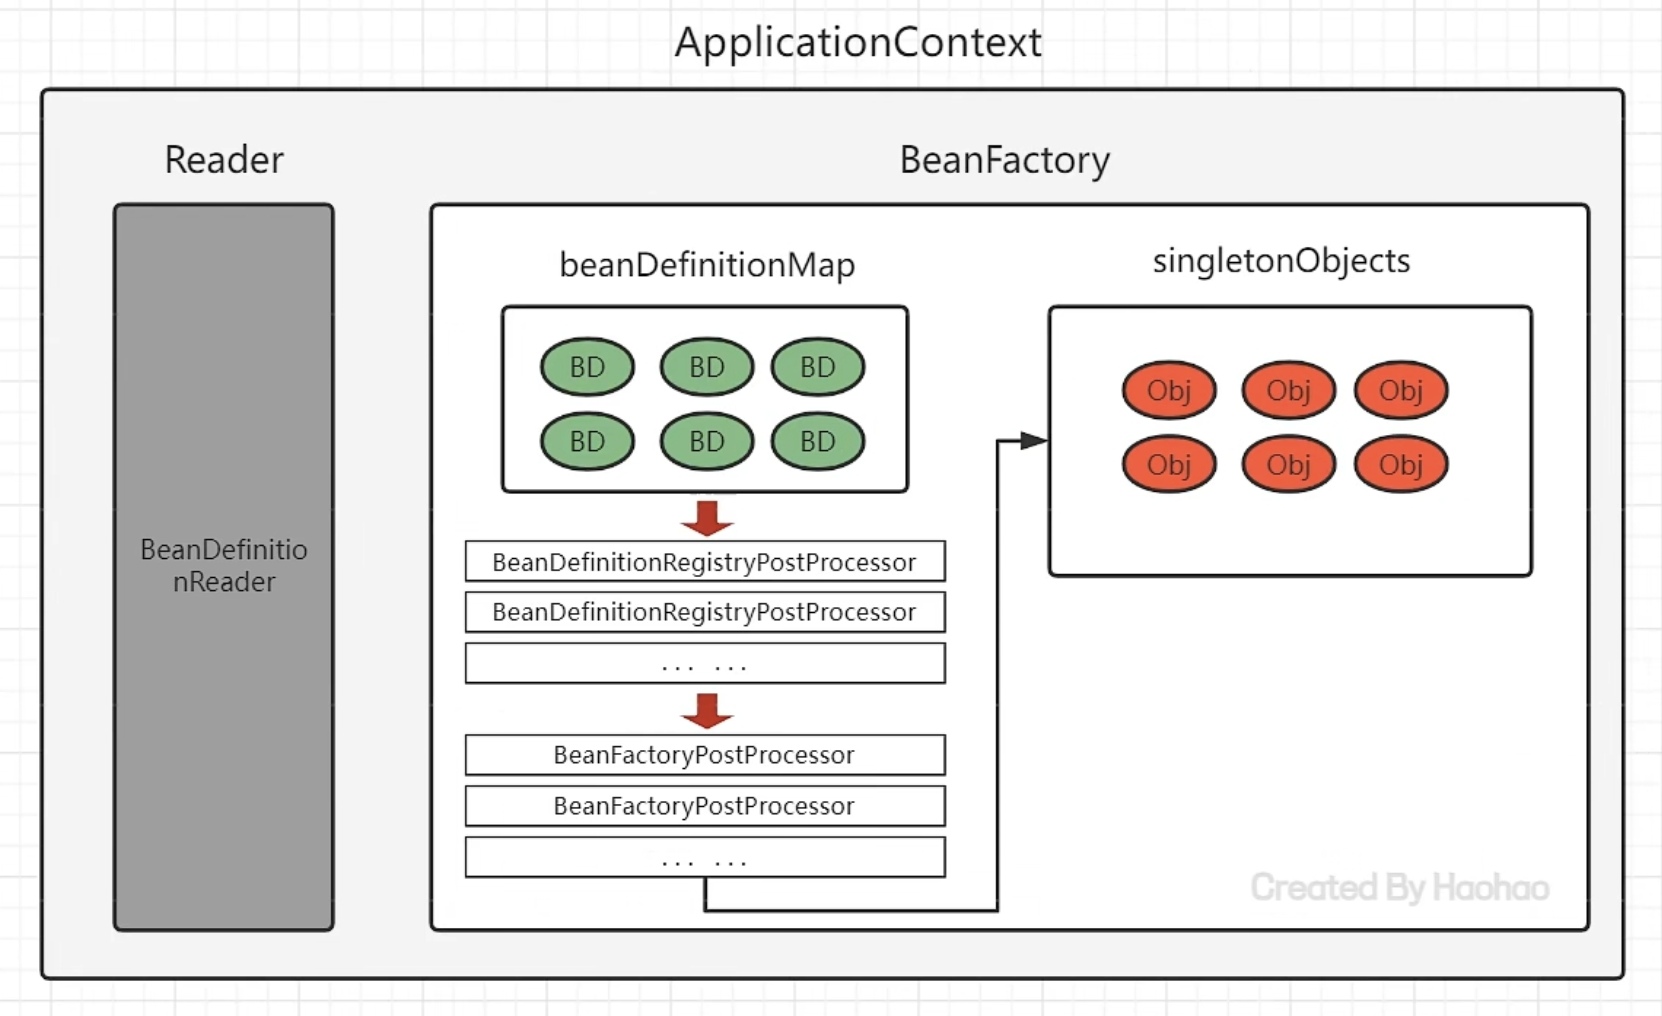 ApplicationContext
Reader
BeanDefinitio
nReader
BeanFactory
beanDefinitionMap
BD BD BD
BD BD BD
BeanDefinitionRegistryPostProcessor
BeanDefinitionRegistryPostProcessor
... ...
BeanFactoryPostProcessor
BeanFactoryPostProcessor
... ...
singletonObjects
Obj Obj Obj
Obj Obj Obj
Created By Haohao